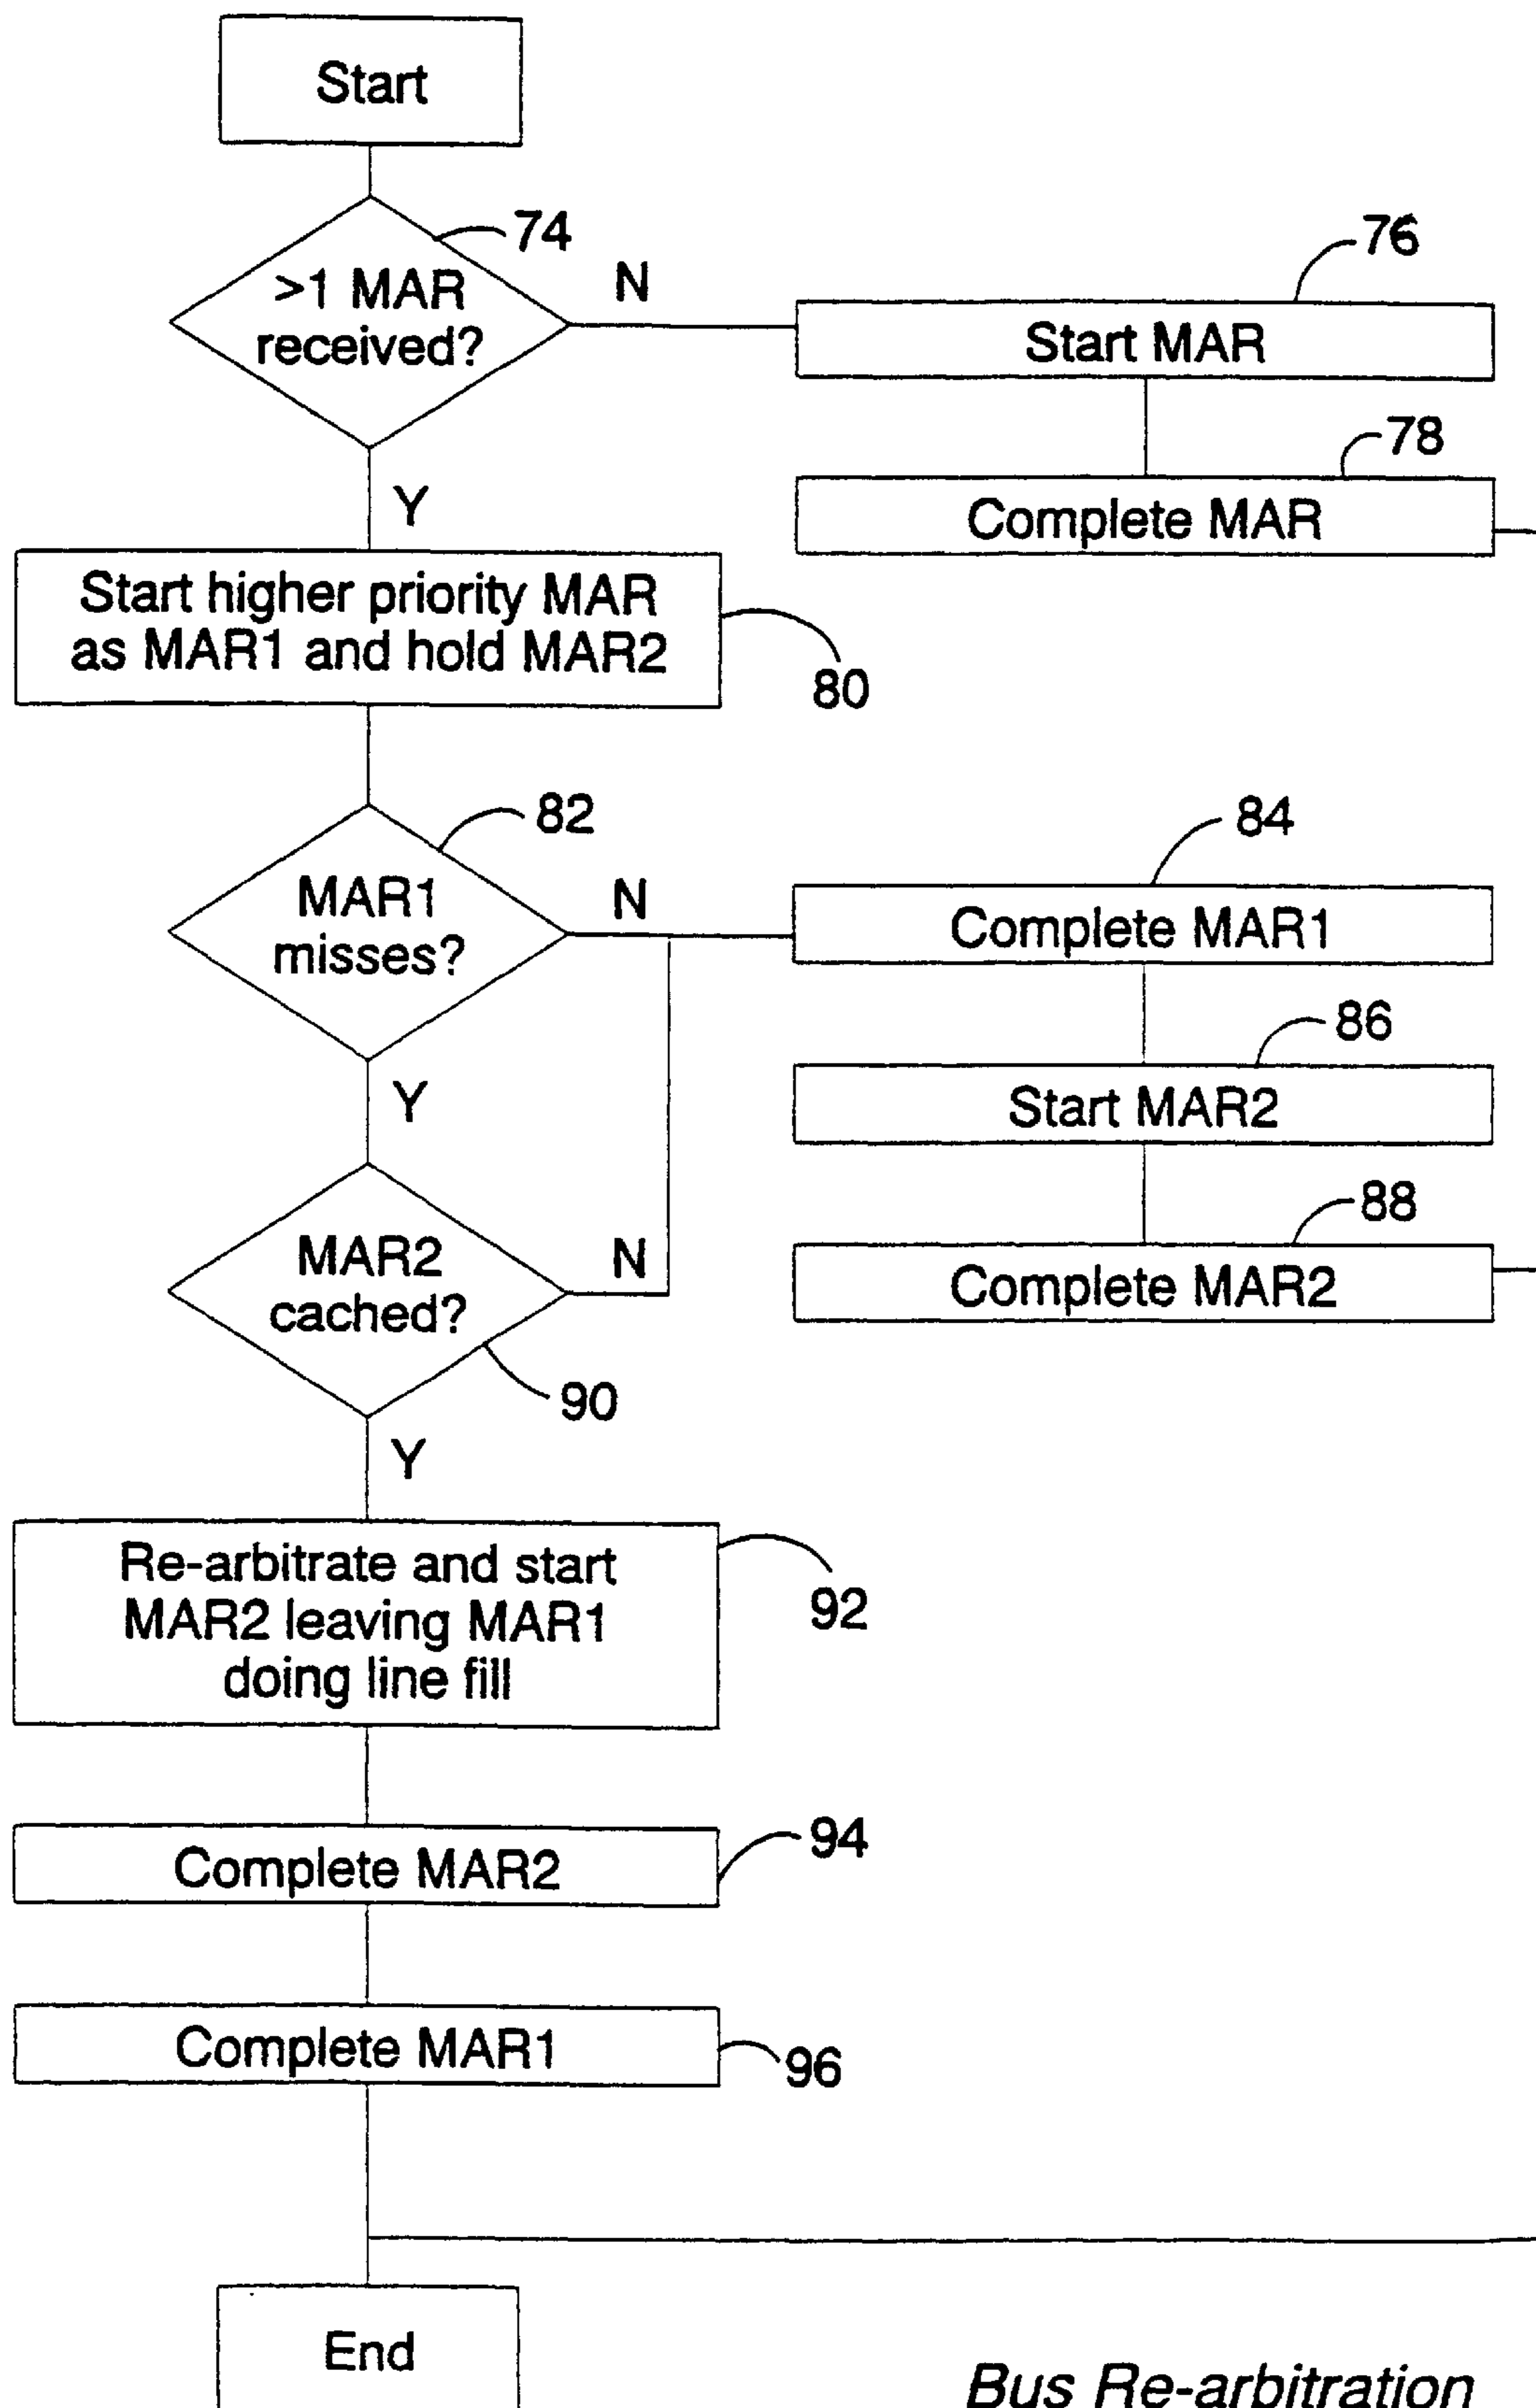 Start
74
>1 MAR
received?
N
76
Start MAR
78
Complete MAR
Y
Start higher priority MAR
as MAR1 and hold MAR2
80
82
MAR1
misses?
N
84
Complete MAR1
86
Start MAR2
88
Complete MAR2
Y
MAR2
cached?
N
90
Y
Re-arbitrate and start
MAR2 leaving MAR1
doing line fill
92
Complete MAR2
94
Complete MAR1
96
End
Bus Re-arbitration